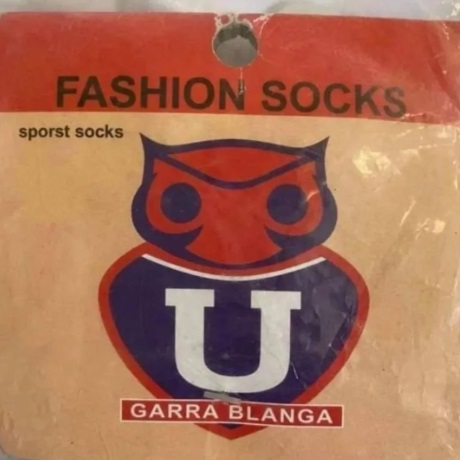 FASHION SOCKS
sporst socks
U
GARRA BLANGA